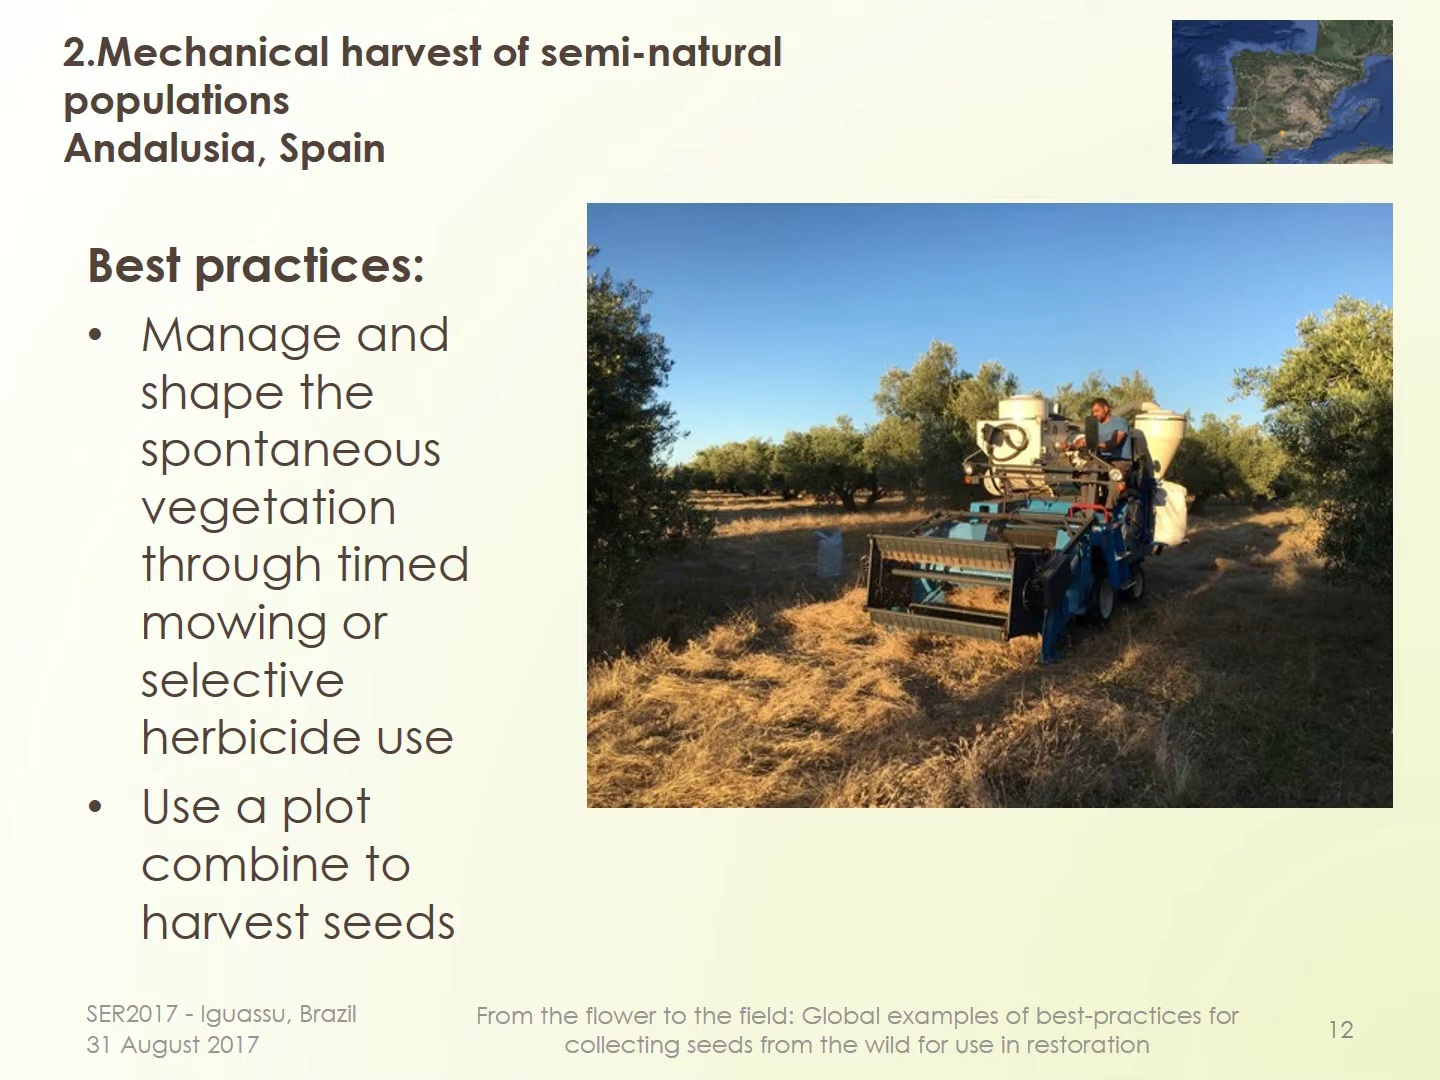 2.Mechanical harvest of semi-natural
populations
Andalusia, Spain
Best practices:
• Manage and
shape the
spontaneous
vegetation
through timed
mowing or
selective
herbicide use
• Use a plot
combine to
harvest seeds
SER2017 - Iguassu, Brazil
31 August 2017
From the flower to the field: Global examples of best-practices for
collecting seeds from the wild for use in restoration
12